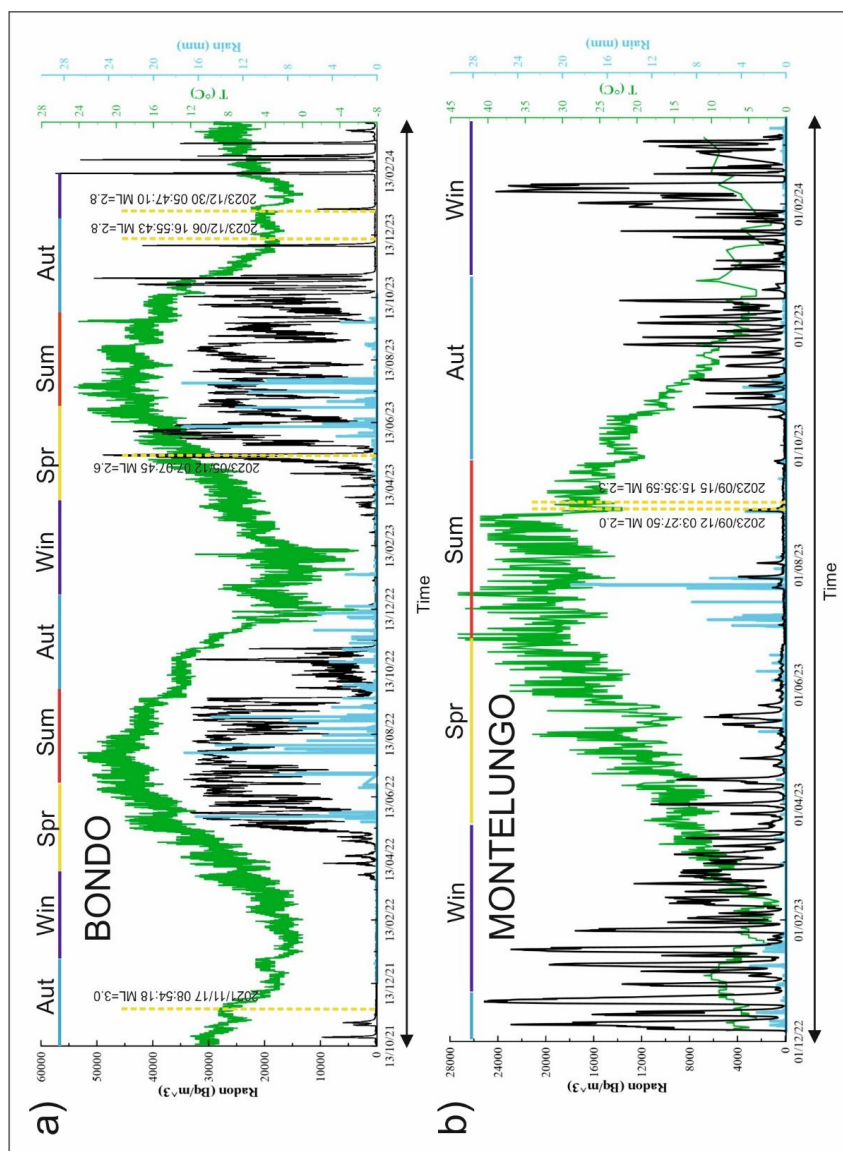 a)
Aut Win Spr Sum Aut Win Spr Sum Aut
BONDO
Radon (Bq/m^3)
60000
50000
40000
30000
20000
10000
0
2021/11/17 08:54:18 ML=3.0
2023/05/12 07:07:45 ML=2.6
2023/12/06 16:55:43 ML=2.8
2023/12/30 05:47:10 ML=2.8
T (°C)
28
24
20
16
12
8
4
0
-4
-8
Rain (mm)
28
24
20
16
12
8
4
0
13/10/21 13/12/21 13/02/22 13/04/22 13/06/22 13/08/22 13/10/22 13/12/22 13/02/23 13/04/23 13/06/23 13/08/23 13/10/23 13/12/23 13/02/24
Time
b)
Win Spr Sum Aut Win
MONTELUNGO
Radon (Bq/m^3)
28000
24000
20000
16000
12000
8000
4000
0
2023/09/12 03:27:50 ML=2.0
2023/09/15 15:35:59 ML=2.3
T (°C)
45
40
35
30
25
20
15
10
5
0
Rain (mm)
28
24
20
16
12
8
4
0
01/12/22 01/02/23 01/04/23 01/06/23 01/08/23 01/10/23 01/12/23 01/02/24
Time